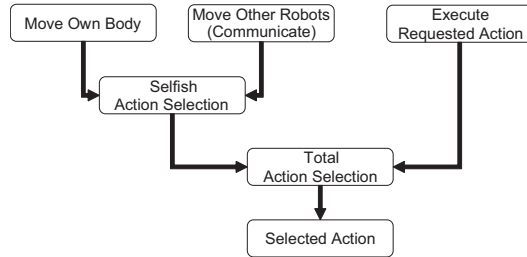 Move Own Body
Move Other Robots
(Communicate)
Execute
Requested Action
Selfish
Action Selection
Total
Action Selection
Selected Action